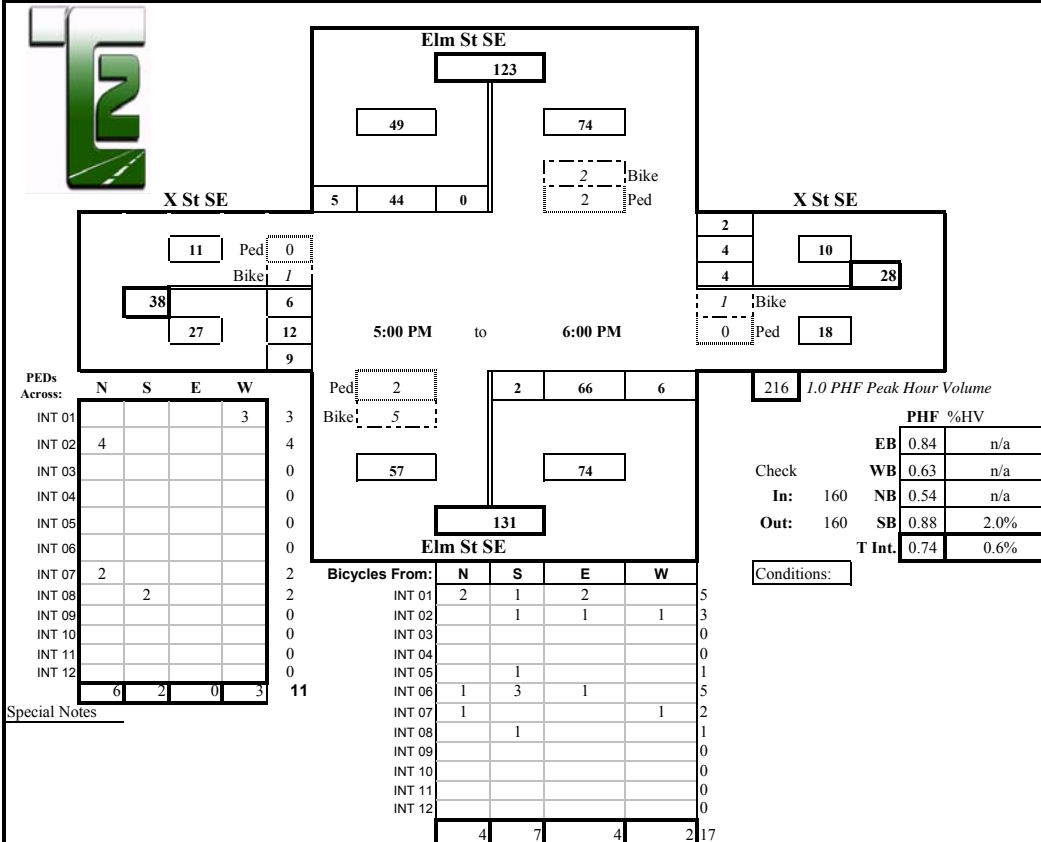 T2
Elm St SE
123
49 74
2 Bike
2 Ped
X St SE 5 44 0 X St SE
2
11 Ped 0 4 10
Bike 1 4 28
38 6 1 Bike
27 12 5:00 PM to 6:00 PM 0 Ped 18
9
PEDs Across: N S E W Ped 2 2 66 6 216 1.0 PHF Peak Hour Volume
INT 01 3 3 Bike 5 PHF %HV
INT 02 4 4 EB 0.84 n/a
INT 03 0 57 74 Check WB 0.63 n/a
INT 04 0 In: 160 NB 0.54 n/a
INT 05 0 131 Out: 160 SB 0.88 2.0%
INT 06 0 Elm St SE T Int. 0.74 0.6%
INT 07 2 2 Bicycles From: N S E W Conditions:
INT 08 2 2 INT 01 2 1 2 5
INT 09 0 INT 02 1 1 1 3
INT 10 0 INT 03 0
INT 11 0 INT 04 0
INT 12 0 INT 05 1 1
6 2 0 3 11 INT 06 1 3 1 5
Special Notes INT 07 1 1 2
INT 08 1 1
INT 09 0
INT 10 0
INT 11 0
INT 12 0
4 7 4 2 17